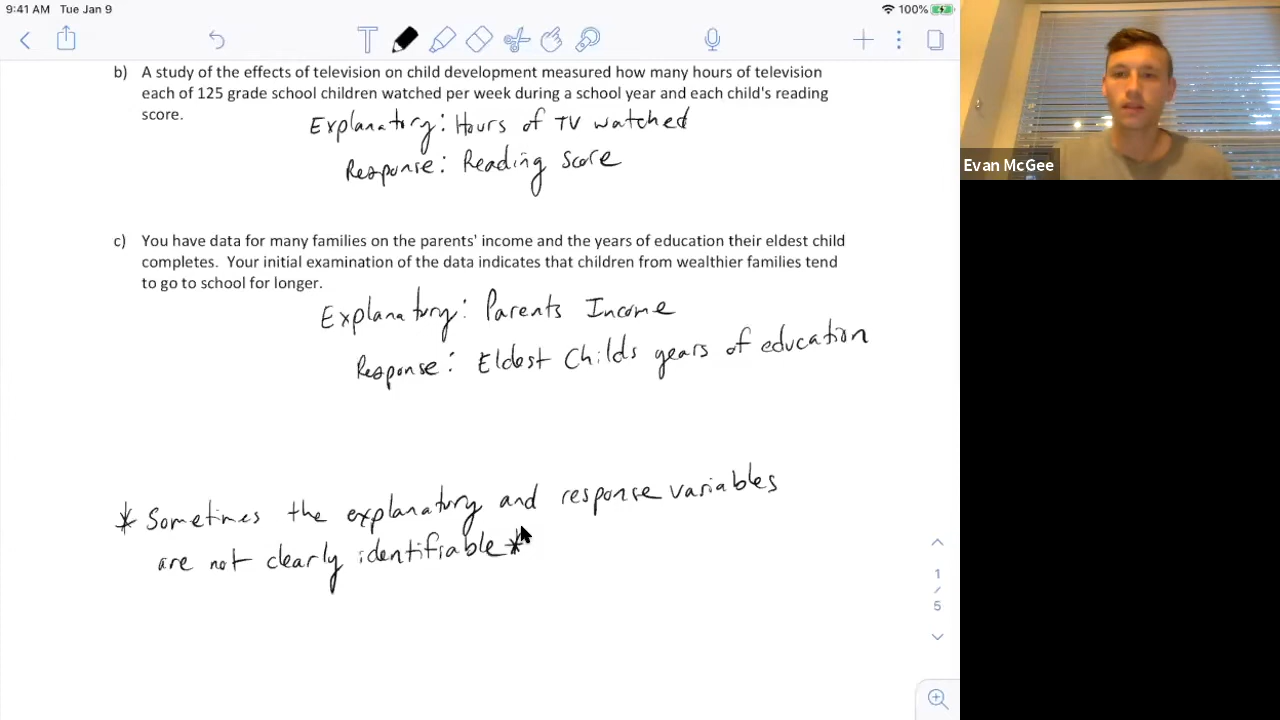 9:41 AM Tue Jan 9
100%
b) A study of the effects of television on child development measured how many hours of television
each of 125 grade school children watched per week during a school year and each child's reading
score.
Explanatory: Hours of TV watched
Response: Reading score
Evan McGee
c) You have data for many families on the parents' income and the years of education their eldest child
completes. Your initial examination of the data indicates that children from wealthier families tend
to go to school for longer.
Explanatory: Parents Income
Response: Eldest Childs years of education
* Sometimes the explanatory and response variables
are not clearly identifiable *
1
/
5